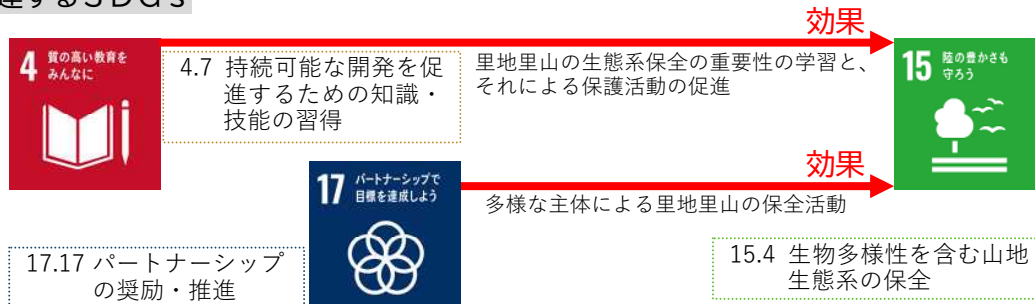 連するSDGs
効果
4 質の高い教育を
みんなに
4.7 持続可能な開発を促
進するための知識・
技能の習得
里地里山の生態系保全の重要性の学習と、
それによる保護活動の促進
15 陸の豊かさも
守ろう
効果
17 パートナーシップで
目標を達成しよう
多様な主体による里地里山の保全活動
17.17 パートナーシップ
の奨励・推進
15.4 生物多様性を含む山地
生態系の保全